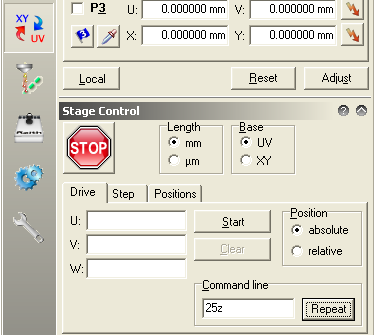 XY
UV
P3 U: 0.000000 mm V: 0.000000 mm
X: 0.000000 mm Y: 0.000000 mm
Local Reset Adjust
Stage Control
STOP
Length
mm
µm
Base
UV
XY
Drive Step Positions
U:
V:
W:
Start
Clear
Position
absolute
relative
Command line
25z Repeat